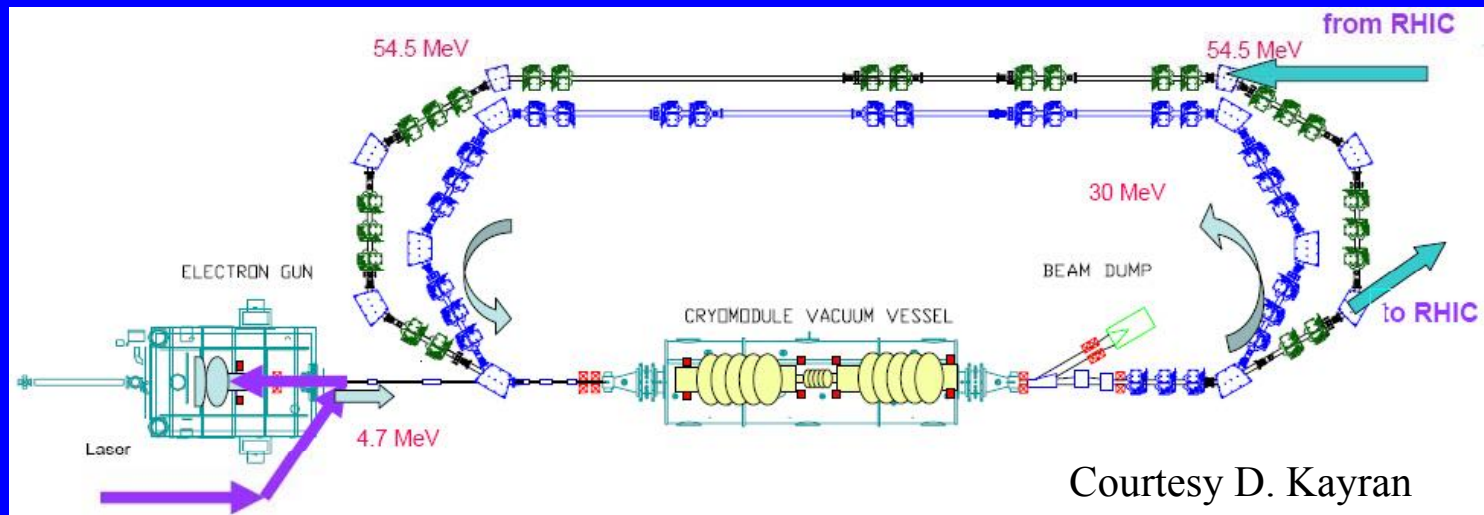 from RHIC
54.5 MeV
54.5 MeV
30 MeV
ELECTRON GUN
BEAM DUMP
CRYOMODULE VACUUM VESSEL
to RHIC
4.7 MeV
Laser
Courtesy D. Kayran